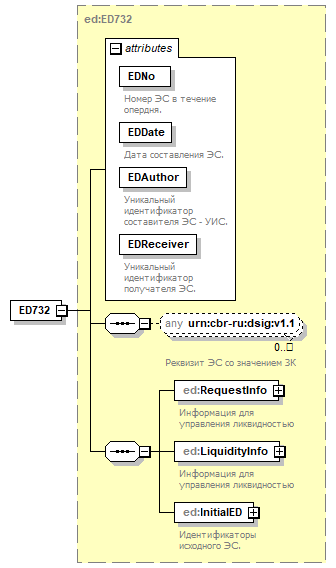 ed:ED732
attributes
EDNo
Номер ЭС в течение
опердня.
EDDate
Дата составления ЭС.
EDAuthor
Уникальный
идентификатор
составителя ЭС - УИС.
EDReceiver
Уникальный
идентификатор
получателя ЭС.
ED732
any urn:cbr-ru:dsig:v1.1
0..□
Реквизит ЭС со значением ЗК
ed:RequestInfo
Информация для
управления ликвидностью
ed:LiquidityInfo
Информация для
управления ликвидностью
ed:InitialED
Идентификаторы
исходного ЭС.